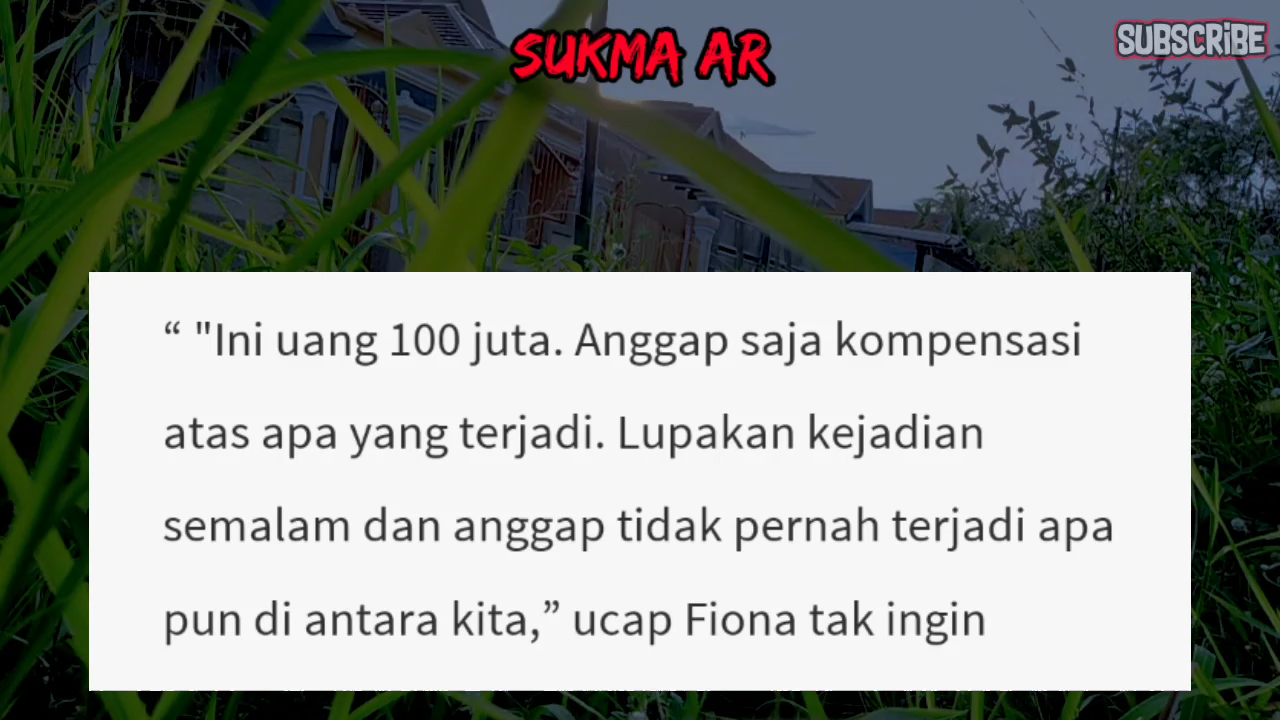 SUKMA AR
SUBSCRIBE
“ "Ini uang 100 juta. Anggap saja kompensasi
atas apa yang terjadi. Lupakan kejadian
semalam dan anggap tidak pernah terjadi apa
pun di antara kita,” ucap Fiona tak ingin